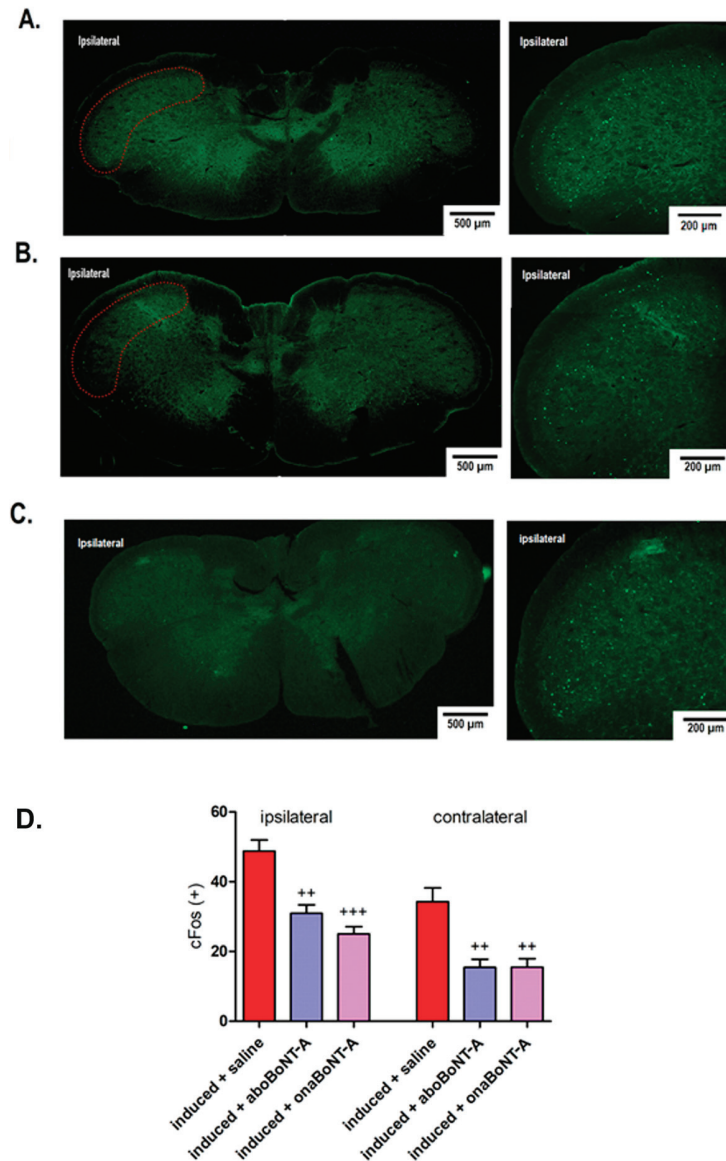 A.
Ipsilateral
500 µm
Ipsilateral
200 µm
B.
Ipsilateral
500 µm
Ipsilateral
200 µm
C.
Ipsilateral
500 µm
ipsilateral
200 µm
D.
ipsilateral
contralateral
cFos (+)
60
40
20
0
++
+++
++
++
induced + saline
induced + aboBoNT-A
induced + onaBoNT-A
induced + saline
induced + aboBoNT-A
induced + onaBoNT-A